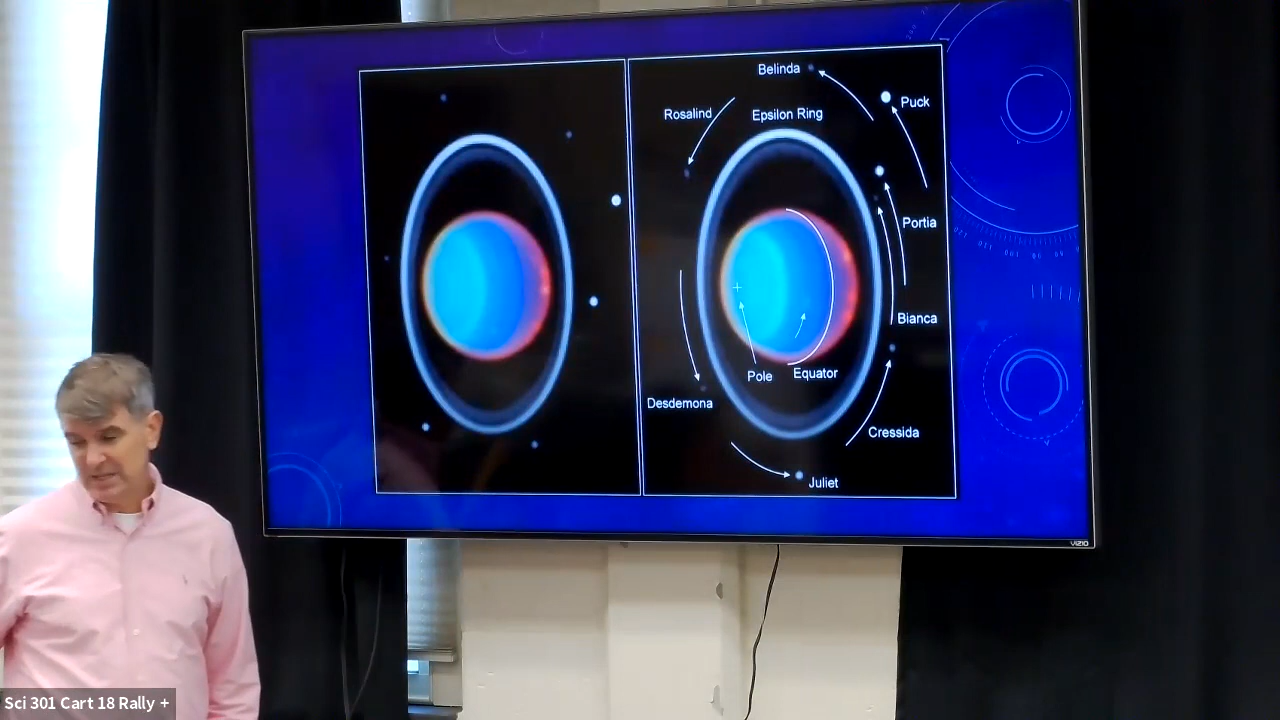 Belinda
Puck
Rosalind
Epsilon Ring
Portia
Bianca
Pole
Equator
Desdemona
Cressida
Juliet
VIZIO
Sci 301 Cart 18 Rally +